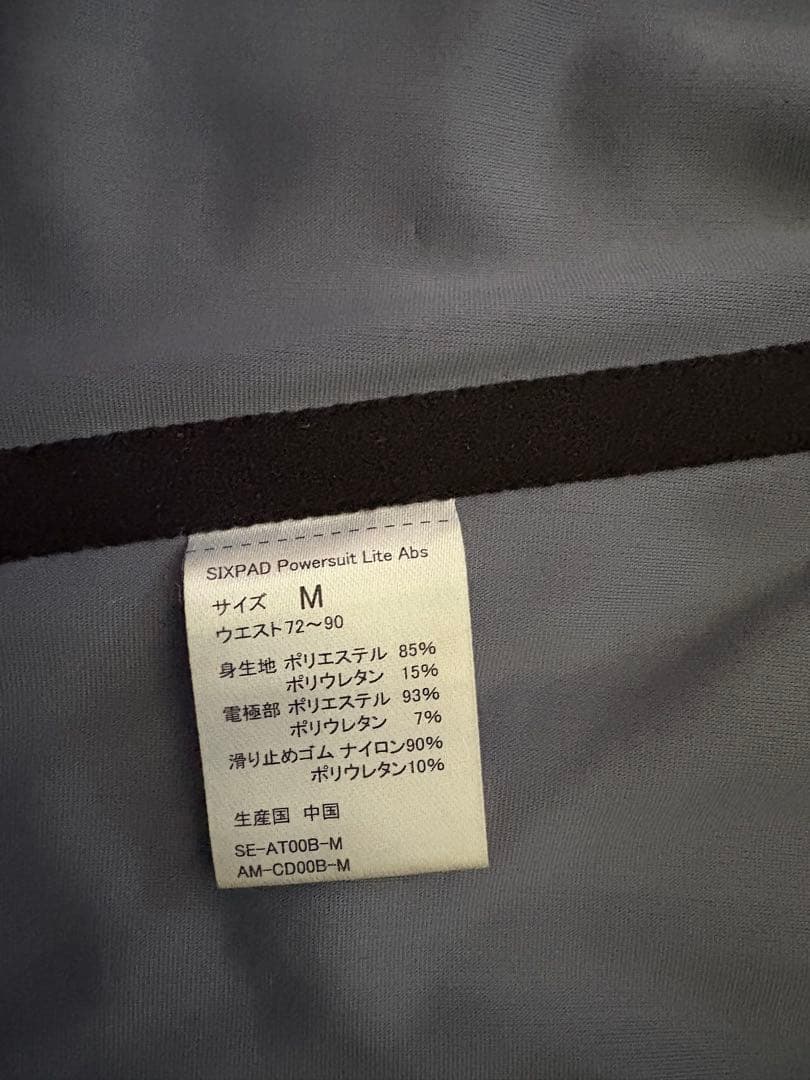 SIXPAD Powersuit Lite Abs
サイズ M
ウエスト72～90
身生地 ポリエステル 85%
ポリウレタン 15%
電極部 ポリエステル 93%
ポリウレタン 7%
滑り止めゴム ナイロン90%
ポリウレタン10%
生産国 中国
SE-AT00B-M
AM-CD00B-M